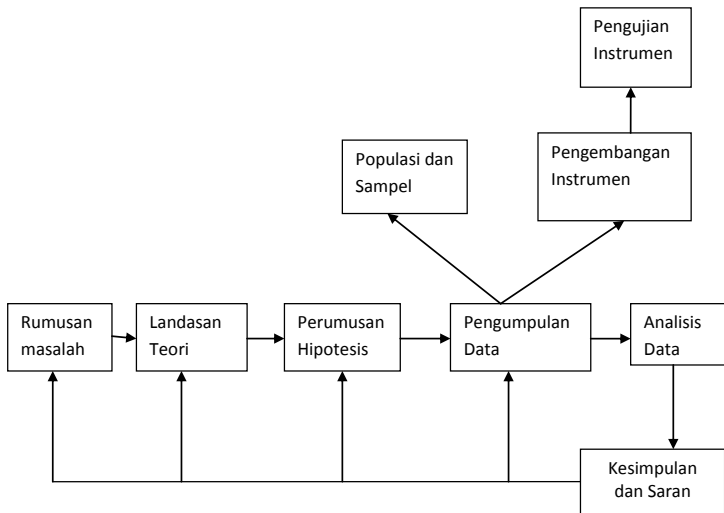 Pengujian
Instrumen
Populasi dan
Sampel
Pengembangan
Instrumen
Rumusan
masalah
Landasan
Teori
Perumusan
Hipotesis
Pengumpulan
Data
Analisis
Data
Kesimpulan
dan Saran